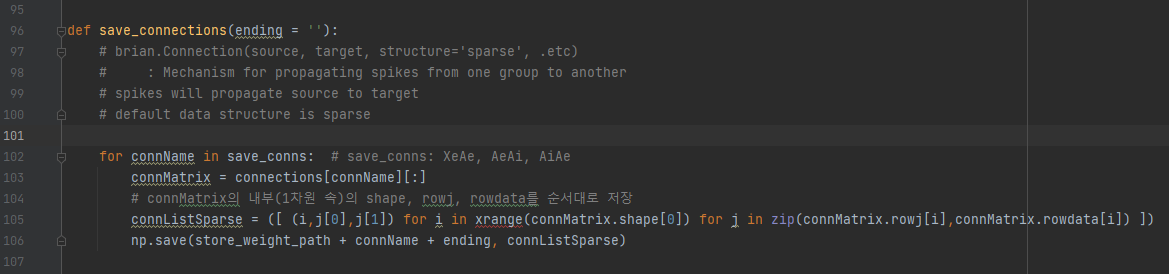 95
96 def save_connections(ending = ''):
97 # brian.Connection(source, target, structure='sparse', .etc)
98 #     : Mechanism for propagating spikes from one group to another
99 # spikes will propagate source to target
100 # default data structure is sparse
101
102 for connName in save_conns:  # save_conns: XeAe, AeAi, AiAe
103 connMatrix = connections[connName][:]
104 # connMatrix의 내부(1차원 속)의 shape, rowj, rowdata를 순서대로 저장
105 connListSparse = ([ (i,j[0],j[1]) for i in xrange(connMatrix.shape[0]) for j in zip(connMatrix.rowj[i],connMatrix.rowdata[i]) ])
106 np.save(store_weight_path + connName + ending, connListSparse)
107